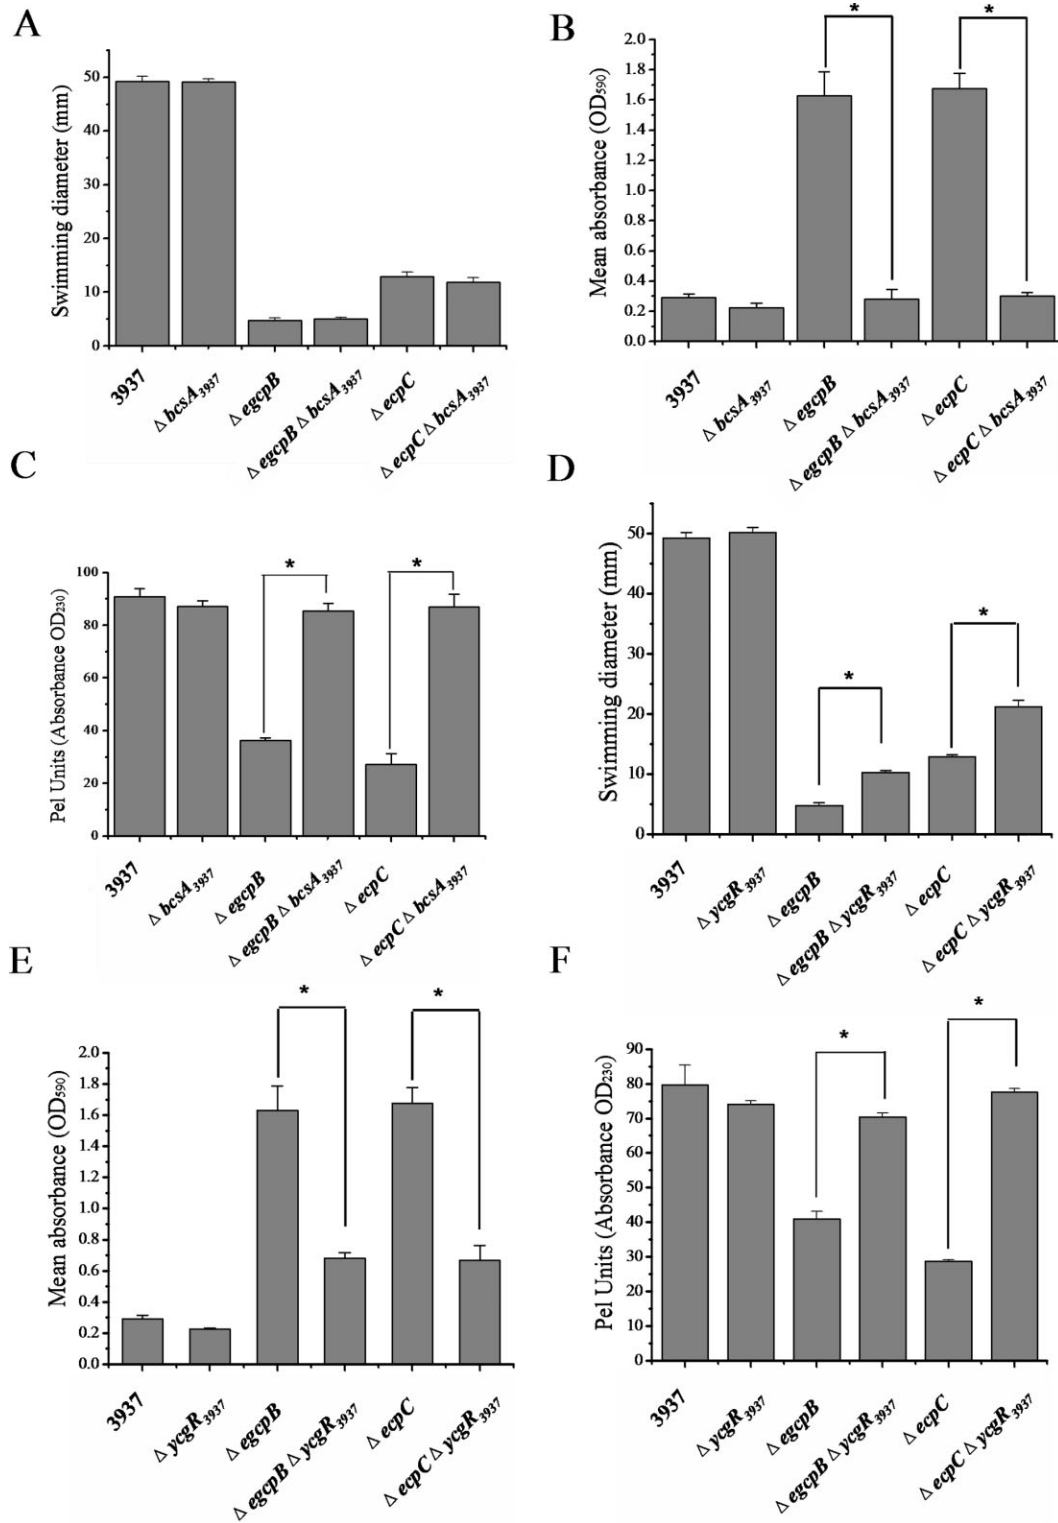 A
Swimming diameter (mm)
50
40
30
20
10
0
3937
Δ bcsA3937
Δ egcpB
Δ egcpB Δ bcsA3937
Δ ecpC
Δ ecpC Δ bcsA3937
B
* *
Mean absorbance (OD590)
2.0
1.8
1.6
1.4
1.2
1.0
0.8
0.6
0.4
0.2
0.0
3937
Δ bcsA3937
Δ egcpB
Δ egcpB Δ bcsA3937
Δ ecpC
Δ ecpC Δ bcsA3937
C
* *
Pel Units (Absorbance OD230)
100
80
60
40
20
0
3937
Δ bcsA3937
Δ egcpB
Δ egcpB Δ bcsA3937
Δ ecpC
Δ ecpC Δ bcsA3937
D
* *
Swimming diameter (mm)
50
40
30
20
10
0
3937
Δ ycgR3937
Δ egcpB
Δ egcpB Δ ycgR3937
Δ ecpC
Δ ecpC Δ ycgR3937
E
* *
Mean absorbance (OD590)
2.0
1.8
1.6
1.4
1.2
1.0
0.8
0.6
0.4
0.2
0.0
3937
Δ ycgR3937
Δ egcpB
Δ egcpB Δ ycgR3937
Δ ecpC
Δ ecpC Δ ycgR3937
F
* *
Pel Units (Absorbance OD230)
90
80
70
60
50
40
30
20
10
0
3937
Δ ycgR3937
Δ egcpB
Δ egcpB Δ ycgR3937
Δ ecpC
Δ ecpC Δ ycgR3937